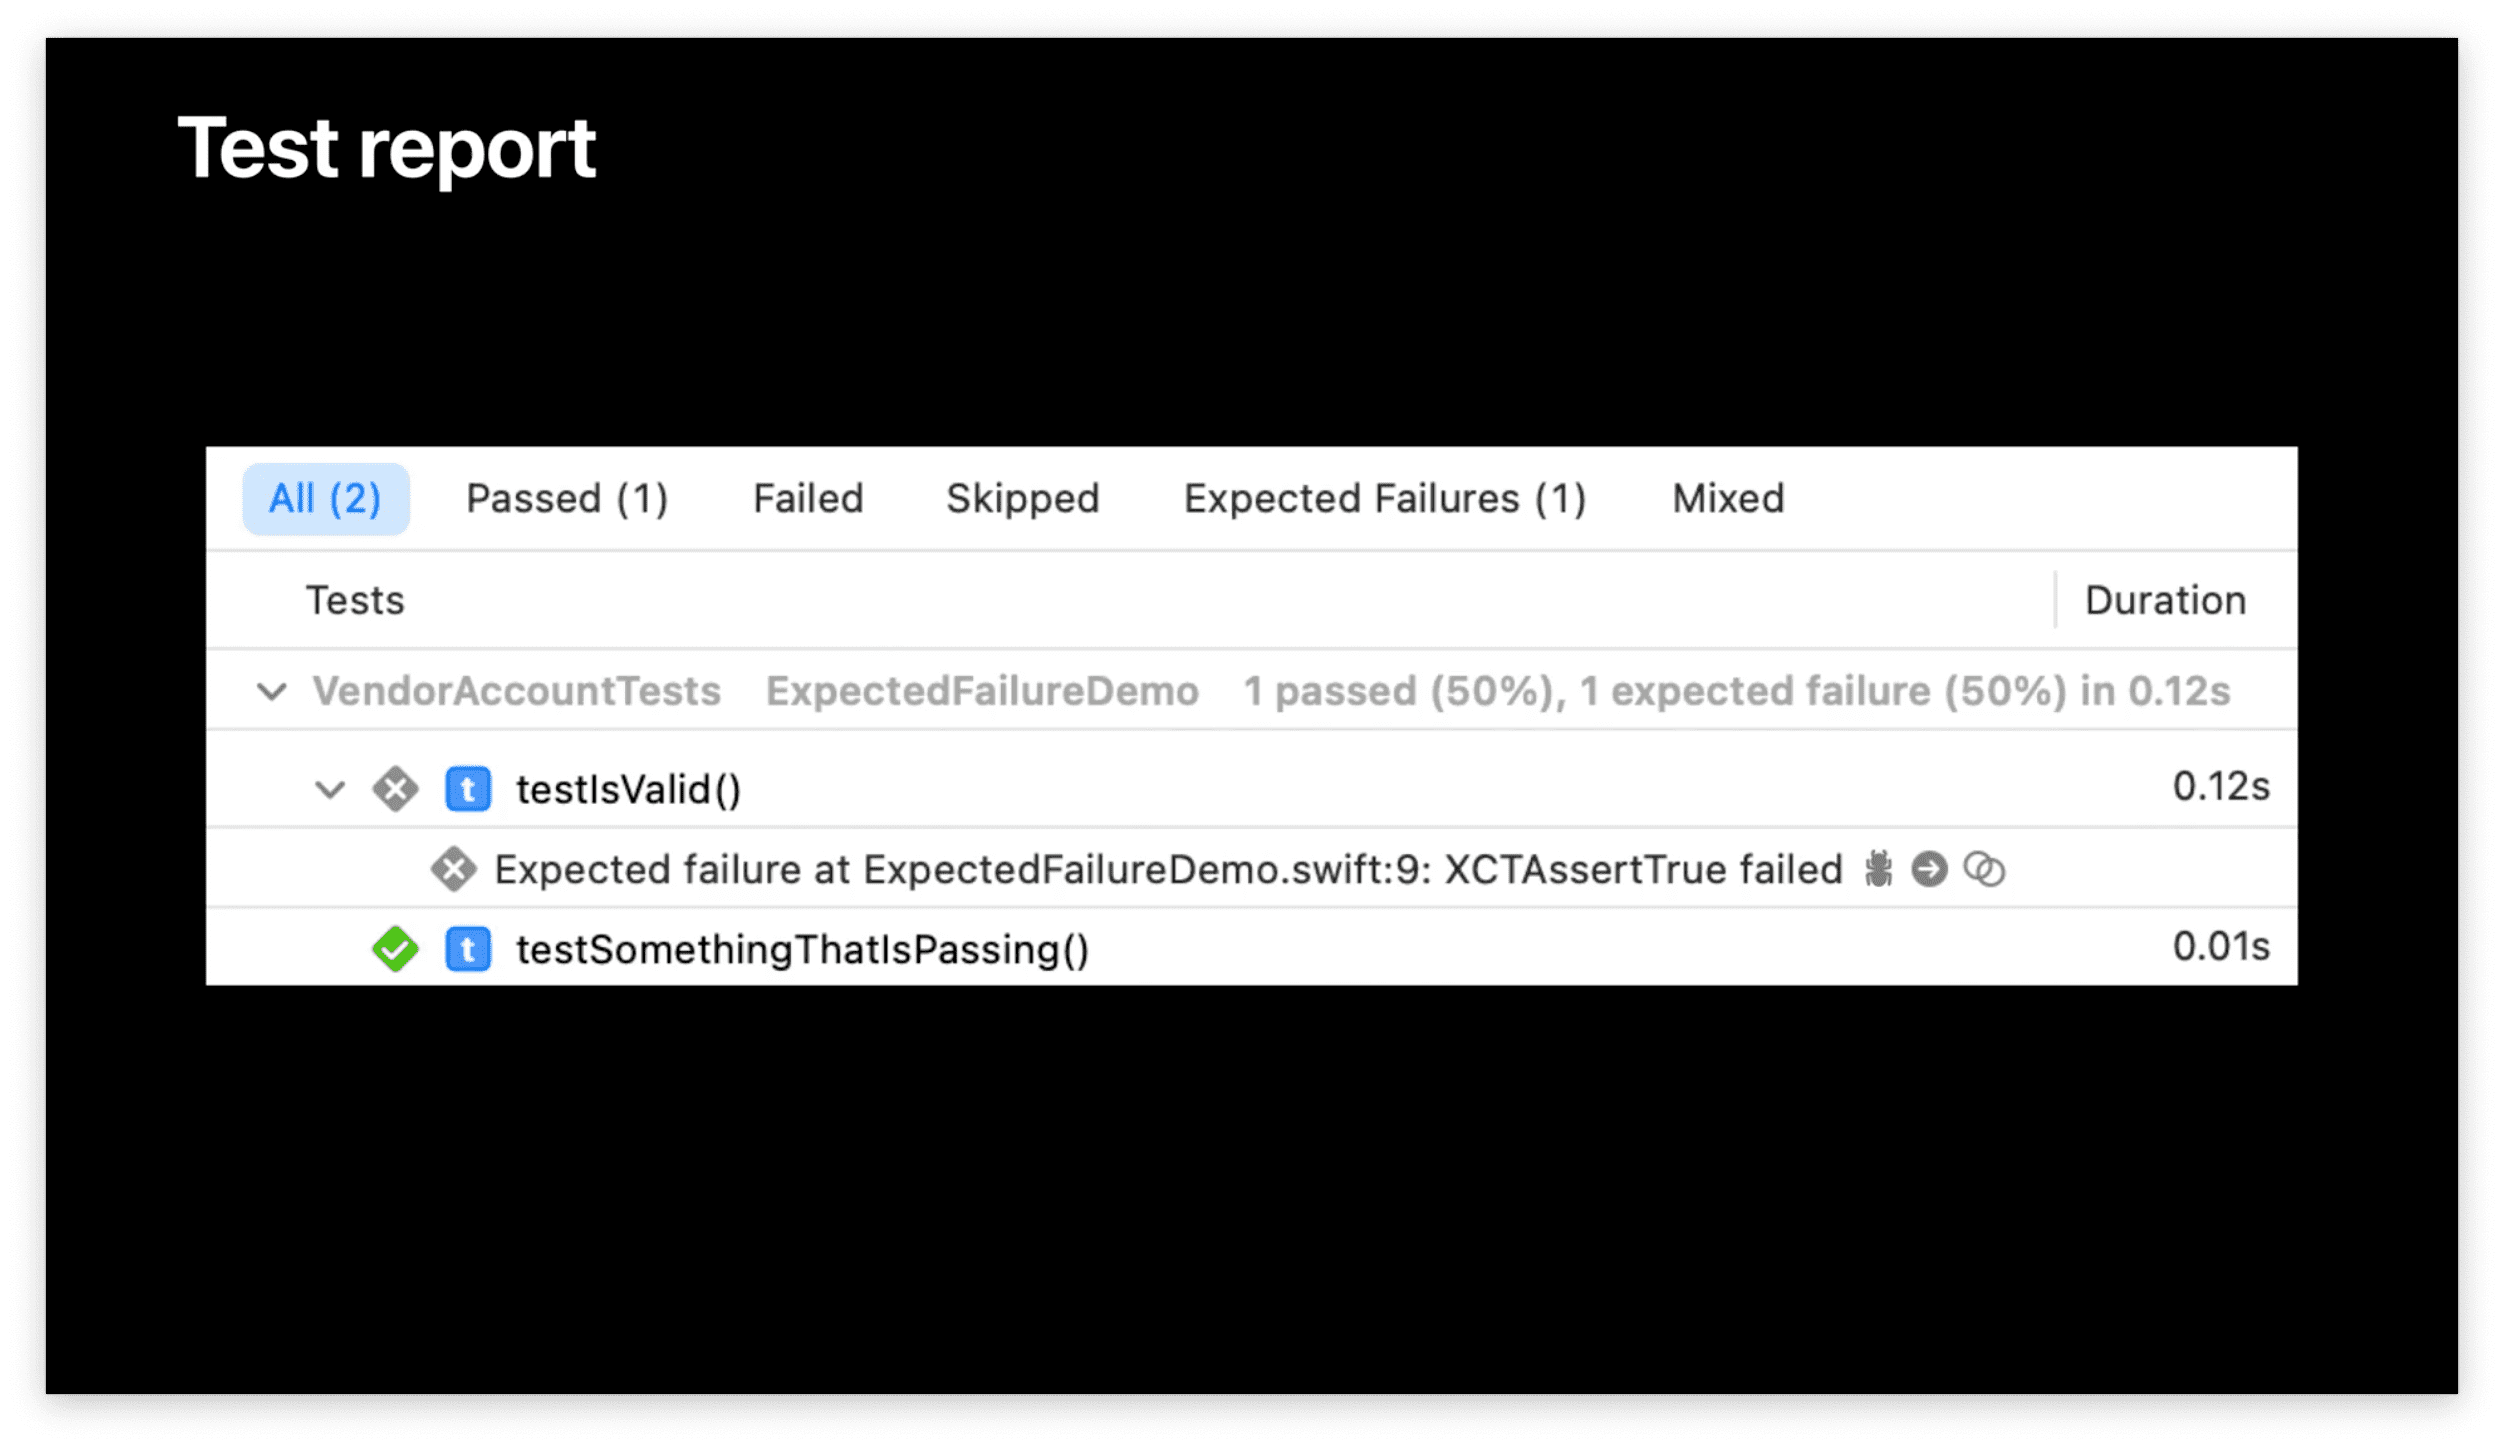 Test report
All (2) Passed (1) Failed Skipped Expected Failures (1) Mixed
Tests Duration
VendorAccountTests ExpectedFailureDemo 1 passed (50%), 1 expected failure (50%) in 0.12s
t testIsValid() 0.12s
Expected failure at ExpectedFailureDemo.swift:9: XCTAssertTrue failed
t testSomethingThatIsPassing() 0.01s